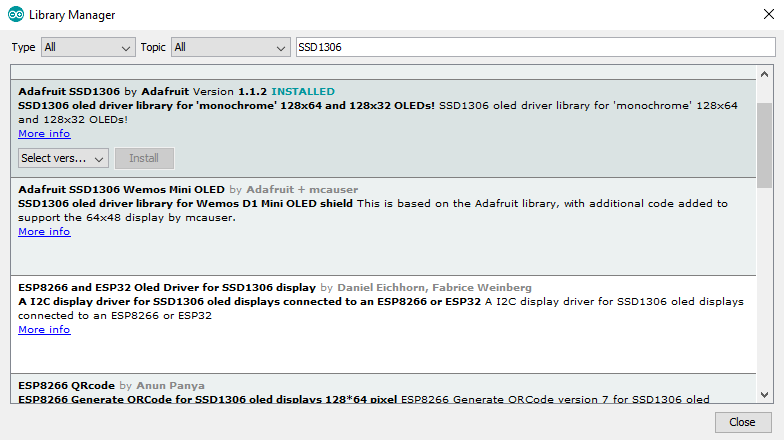 Library Manager
Type All Topic All SSD1306
Adafruit SSD1306 by Adafruit Version 1.1.2 INSTALLED
SSD1306 oled driver library for 'monochrome' 128x64 and 128x32 OLEDs! SSD1306 oled driver library for 'monochrome' 128x64
and 128x32 OLEDs!
More info
Select vers... Install
Adafruit SSD1306 Wemos Mini OLED by Adafruit + mcauser
SSD1306 oled driver library for Wemos D1 Mini OLED shield This is based on the Adafruit library, with additional code added to
support the 64x48 display by mcauser.
More info
ESP8266 and ESP32 Oled Driver for SSD1306 display by Daniel Eichhorn, Fabrice Weinberg
A I2C display driver for SSD1306 oled displays connected to an ESP8266 or ESP32 A I2C display driver for SSD1306 oled displays
connected to an ESP8266 or ESP32
More info
ESP8266 QRcode by Anun Panya
ESP8266 Generate QRCode for SSD1306 oled displays 128*64 pixel ESP8266 Generate QRCode version 7 for SSD1306 oled
Close